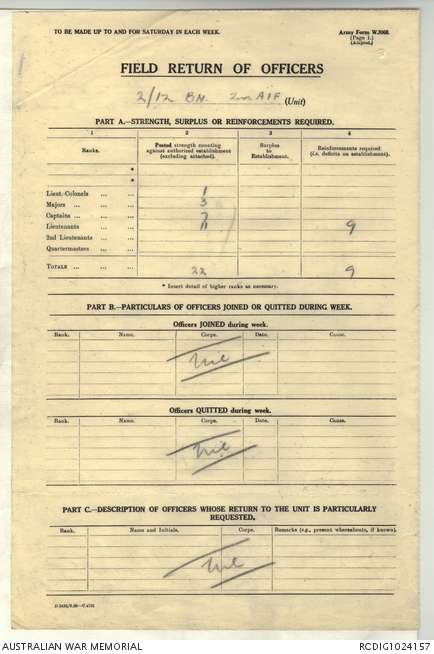 TO BE MADE UP TO AND FOR SATURDAY IN EACH WEEK.
Army Form W.3008.
(Page 1.)
(Adapted.)
FIELD RETURN OF OFFICERS
2/12 BN. 2nd AIF (Unit)
PART A.—STRENGTH, SURPLUS OR REINFORCEMENTS REQUIRED.
1 2 3 4
Ranks. Posted strength counting against authorized establishment (excluding attached). Surplus to Establishment. Reinforcements required (i.e. deficits on establishment).
*
*
Lieut.-Colonels ... ... 1
Majors ... ... ... 3
Captains ... ... ... 7
Lieutenants ... ... 11 9
2nd Lieutenants ... ...
Quartermasters ... ...
TOTALS ... ... ... 22 9
* Insert detail of higher ranks as necessary.
PART B.—PARTICULARS OF OFFICERS JOINED OR QUITTED DURING WEEK.
Officers JOINED during week.
Rank. Name. Corps. Date. Cause.
Nil
Officers QUITTED during week.
Rank. Name. Corps. Date. Cause.
Nil
PART C.—DESCRIPTION OF OFFICERS WHOSE RETURN TO THE UNIT IS PARTICULARLY
REQUESTED.
Rank. Name and Initials. Corps. Remarks (e.g., present whereabouts, if known).
Nil
AUSTRALIAN WAR MEMORIAL RCDIG1024157